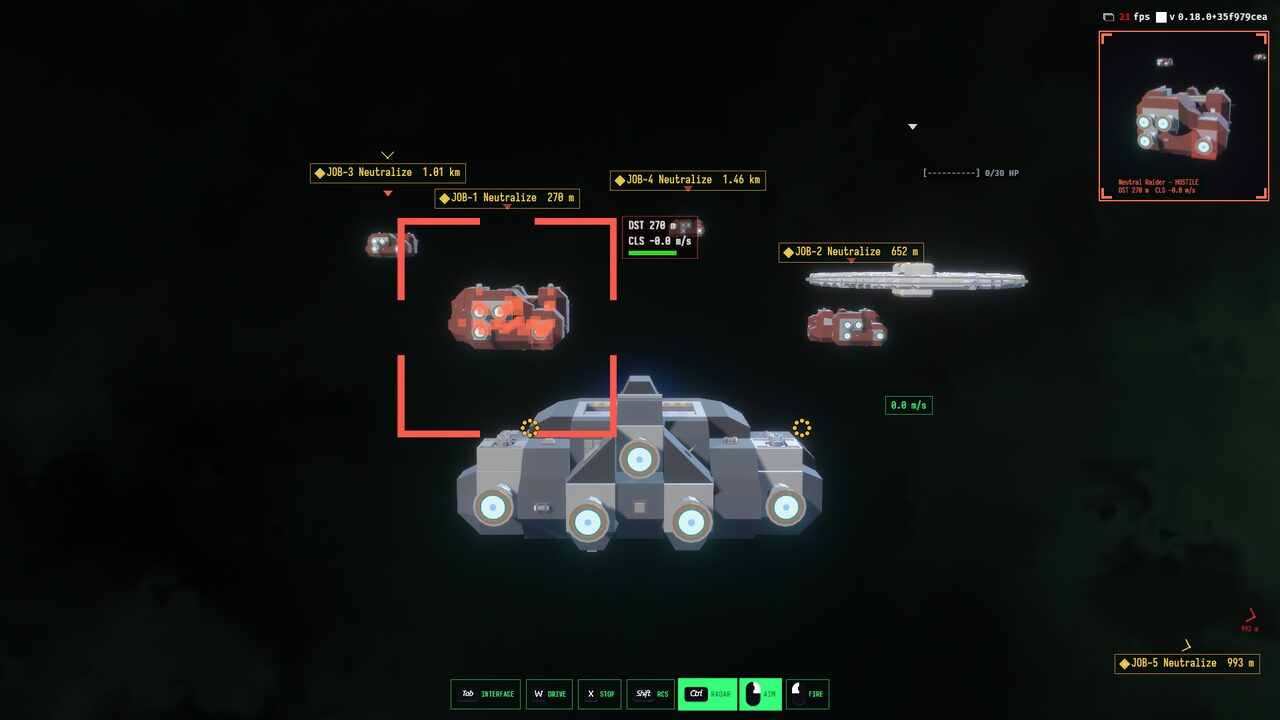 21 fps v 0.18.0+35f979cea
JOB-3 Neutralize 1.01 km
JOB-4 Neutralize 1.46 km
[----------] 0/30 HP
JOB-1 Neutralize 270 m
Neutral Raider - HOSTILE
DST 270 m CLS -0.0 m/s
DST 270 m
CLS -0.0 m/s
JOB-2 Neutralize 652 m
0.0 m/s
993 m
JOB-5 Neutralize 993 m
Tab INTERFACE W DRIVE X STOP Shift RCS Ctrl RADAR AIM FIRE